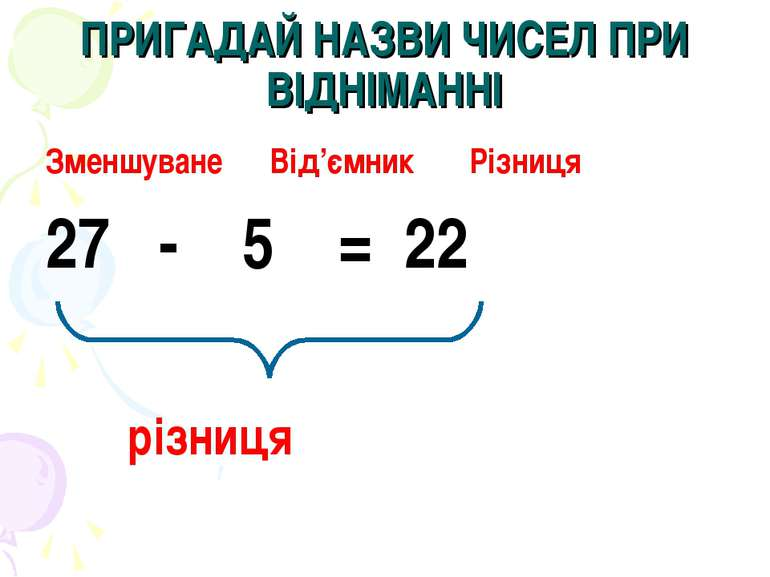 ПРИГАДАЙ НАЗВИ ЧИСЕЛ ПРИ
ВІДНІМАННІ
Зменшуване Від’ємник Різниця
27 - 5 = 22
різниця